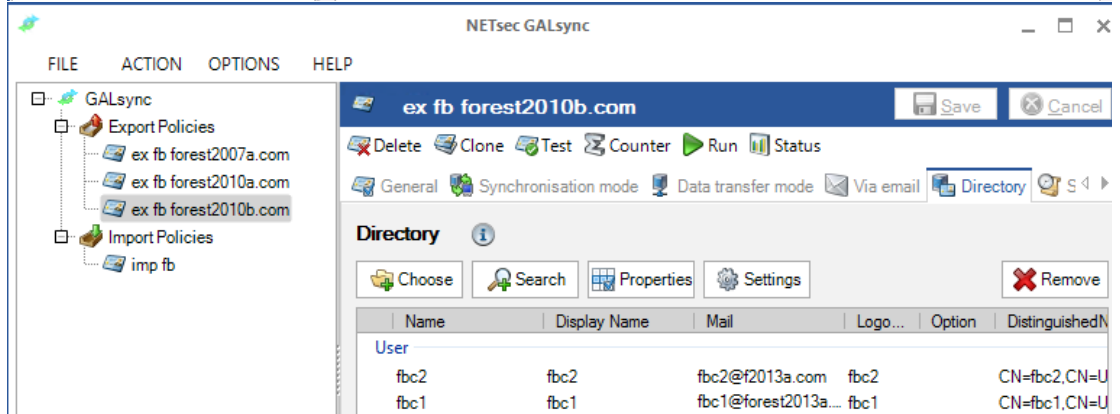 NETsec GALsync
FILE ACTION OPTIONS HELP
GALsync
Export Policies
ex fb forest2007a.com
ex fb forest2010a.com
ex fb forest2010b.com
Import Policies
imp fb
ex fb forest2010b.com Save Cancel
Delete Clone Test Counter Run Status
General Synchronisation mode Data transfer mode Via email Directory S
Directory
Choose Search Properties Settings Remove
Name Display Name Mail Logo... Option DistinguishedN
User
fbc2 fbc2 fbc2@f2013a.com fbc2 CN=fbc2,CN=U
fbc1 fbc1 fbc1@forest2013a.... fbc1 CN=fbc1,CN=U